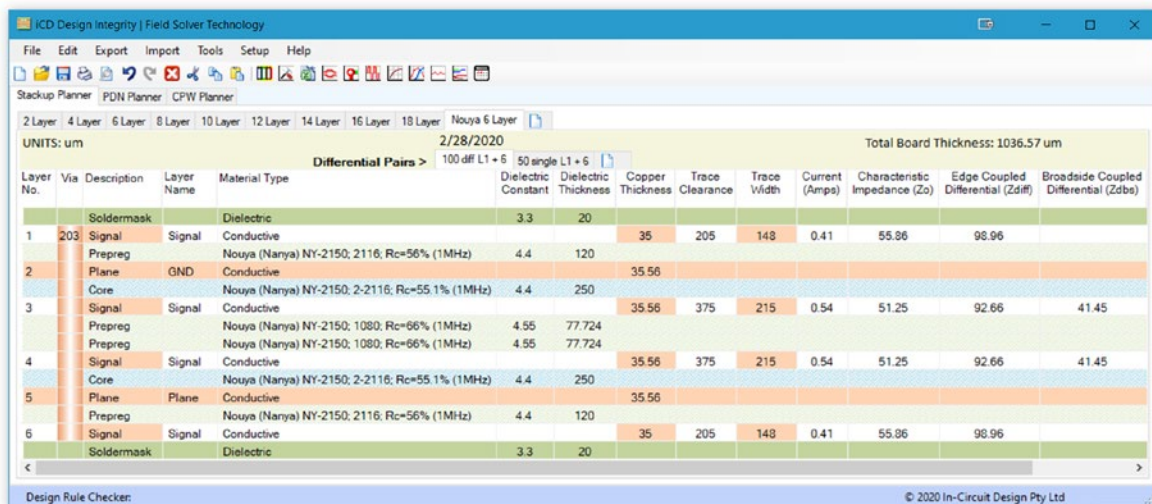 iCD Design Integrity | Field Solver Technology
File Edit Export Import Tools Setup Help
Stackup Planner PDN Planner CPW Planner
2 Layer 4 Layer 6 Layer 8 Layer 10 Layer 12 Layer 14 Layer 16 Layer 18 Layer Nouya 6 Layer
UNITS: um 2/28/2020 Total Board Thickness: 1036.57 um
Differential Pairs > 100 diff L1 + 6 50 single L1 + 6
Layer Via Description Layer Material Type Dielectric Dielectric Copper Trace Trace Current Characteristic Edge Coupled Broadside Coupled
No. Name Constant Thickness Thickness Clearance Width (Amps) Impedance (Zo) Differential (Zdiff) Differential (Zdbs)
Soldermask Dielectric 3.3 20
1 203 Signal Signal Conductive 35 205 148 0.41 55.86 98.96
Prepreg Nouya (Nanya) NY-2150; 2116; Rc=56% (1MHz) 4.4 120
2 Plane GND Conductive 35.56
Core Nouya (Nanya) NY-2150; 2-2116; Rc=55.1% (1MHz) 4.4 250
3 Signal Signal Conductive 35.56 375 215 0.54 51.25 92.66 41.45
Prepreg Nouya (Nanya) NY-2150; 1080; Rc=66% (1MHz) 4.55 77.724
Prepreg Nouya (Nanya) NY-2150; 1080; Rc=66% (1MHz) 4.55 77.724
4 Signal Signal Conductive 35.56 375 215 0.54 51.25 92.66 41.45
Core Nouya (Nanya) NY-2150; 2-2116; Rc=55.1% (1MHz) 4.4 250
5 Plane Plane Conductive 35.56
Prepreg Nouya (Nanya) NY-2150; 2116; Rc=56% (1MHz) 4.4 120
6 Signal Signal Conductive 35 205 148 0.41 55.86 98.96
Soldermask Dielectric 3.3 20
Design Rule Checker: © 2020 In-Circuit Design Pty Ltd